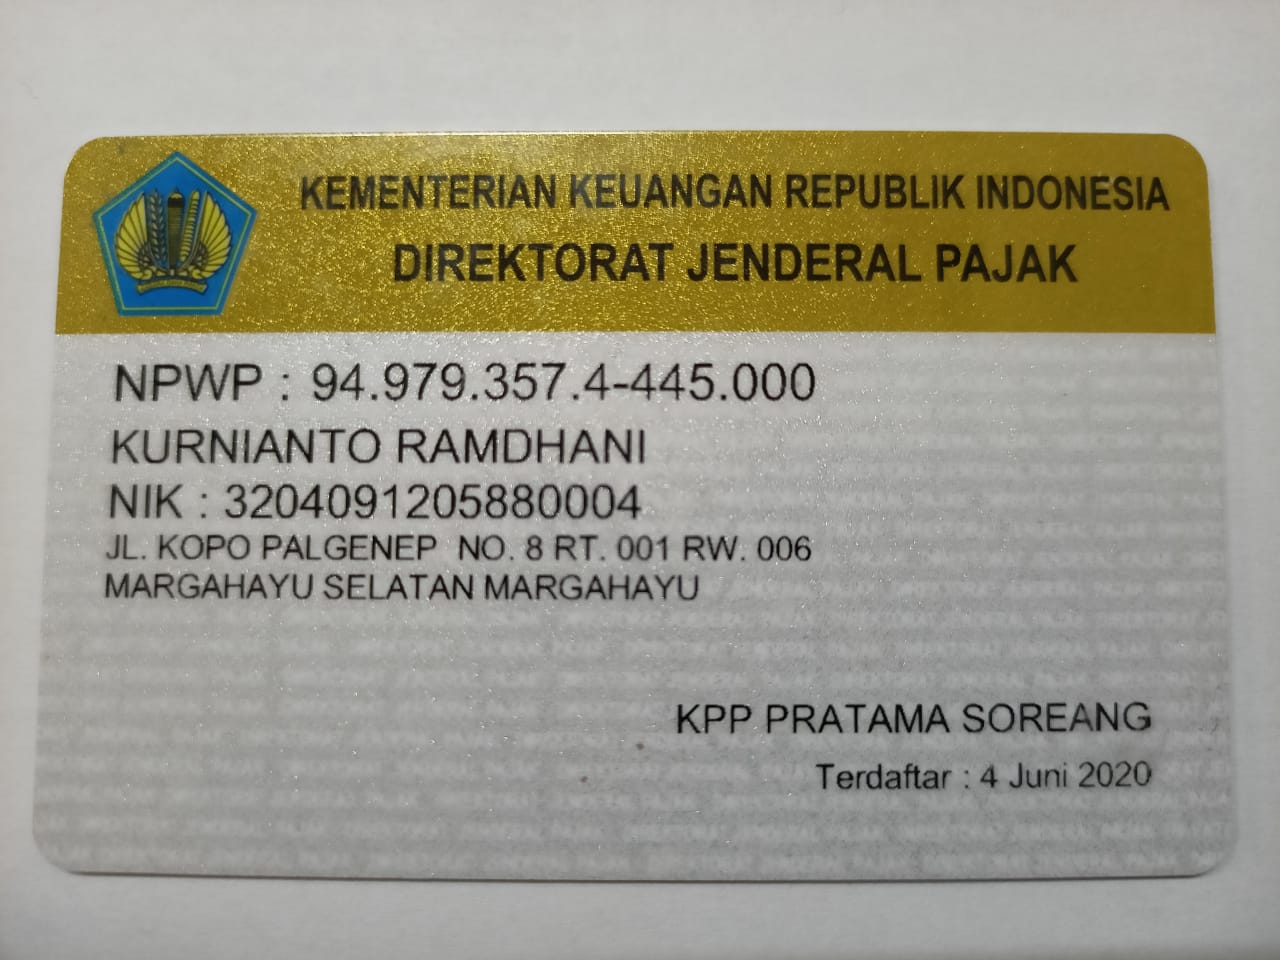 KEMENTERIAN KEUANGAN REPUBLIK INDONESIA
DIREKTORAT JENDERAL PAJAK
NPWP : 94.979.357.4-445.000
KURNIANTO RAMDHANI
NIK : 3204091205880004
JL. KOPO PALGENEP NO. 8 RT. 001 RW. 006
MARGAHAYU SELATAN MARGAHAYU
KPP PRATAMA SOREANG
Terdaftar : 4 Juni 2020